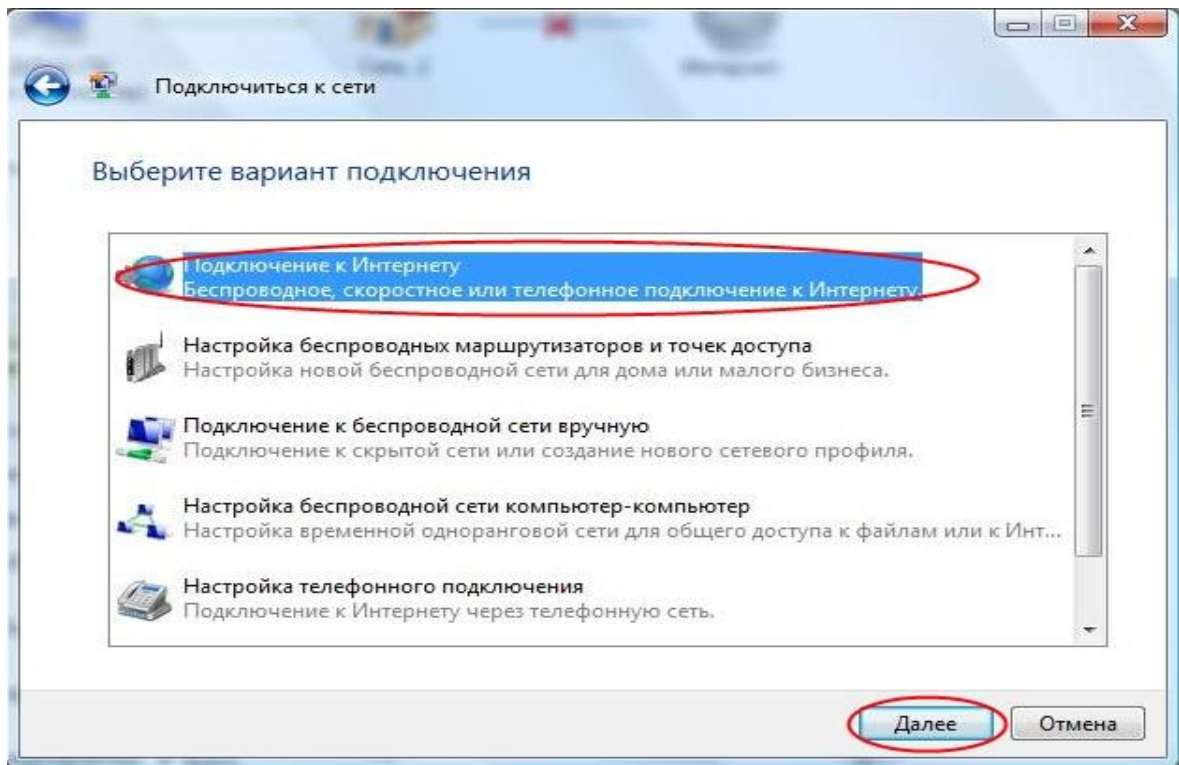 Подключиться к сети
Выберите вариант подключения
Подключение к Интернету
Беспроводное, скоростное или телефонное подключение к Интернету.
Настройка беспроводных маршрутизаторов и точек доступа
Настройка новой беспроводной сети для дома или малого бизнеса.
Подключение к беспроводной сети вручную
Подключение к скрытой сети или создание нового сетевого профиля.
Настройка беспроводной сети компьютер-компьютер
Настройка временной одноранговой сети для общего доступа к файлам или к Инт...
Настройка телефонного подключения
Подключение к Интернету через телефонную сеть.
Далее
Отмена